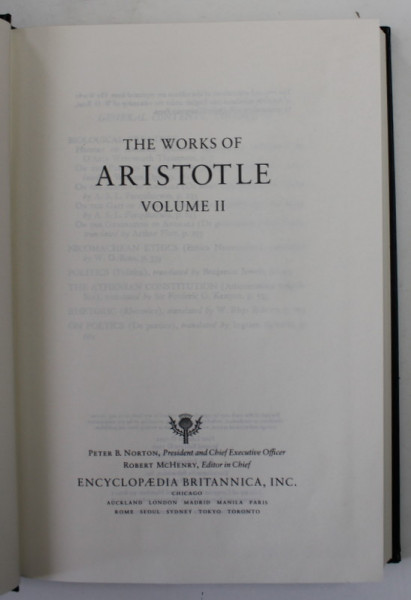 THE WORKS OF
ARISTOTLE
VOLUME II
PETER B. NORTON, President and Chief Executive Officer
ROBERT MCHENRY, Editor in Chief
ENCYCLOPÆDIA BRITANNICA, INC.
CHICAGO
AUCKLAND · LONDON · MADRID · MANILA · PARIS
ROME · SEOUL · SYDNEY · TOKYO · TORONTO